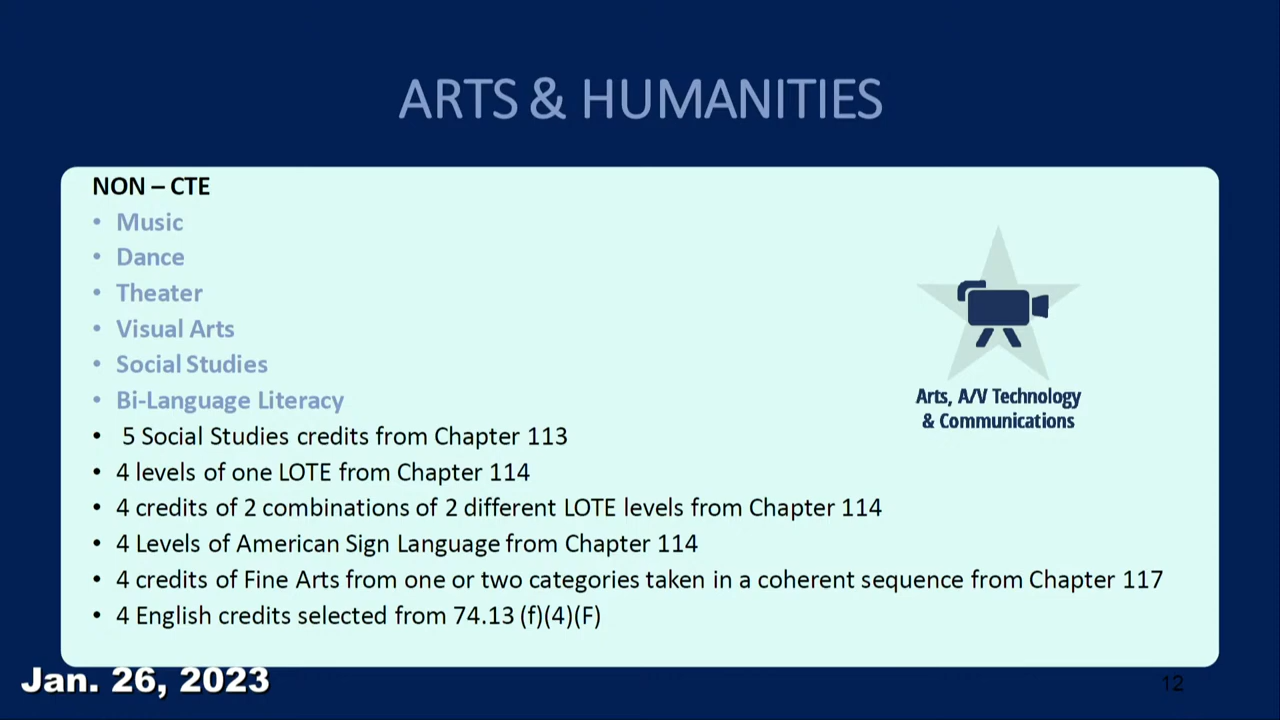 ARTS & HUMANITIES
NON – CTE
• Music
• Dance
• Theater
• Visual Arts
• Social Studies
• Bi-Language Literacy
• 5 Social Studies credits from Chapter 113
• 4 levels of one LOTE from Chapter 114
• 4 credits of 2 combinations of 2 different LOTE levels from Chapter 114
• 4 Levels of American Sign Language from Chapter 114
• 4 credits of Fine Arts from one or two categories taken in a coherent sequence from Chapter 117
• 4 English credits selected from 74.13 (f)(4)(F)
Arts, A/V Technology
& Communications
Jan. 26, 2023
12